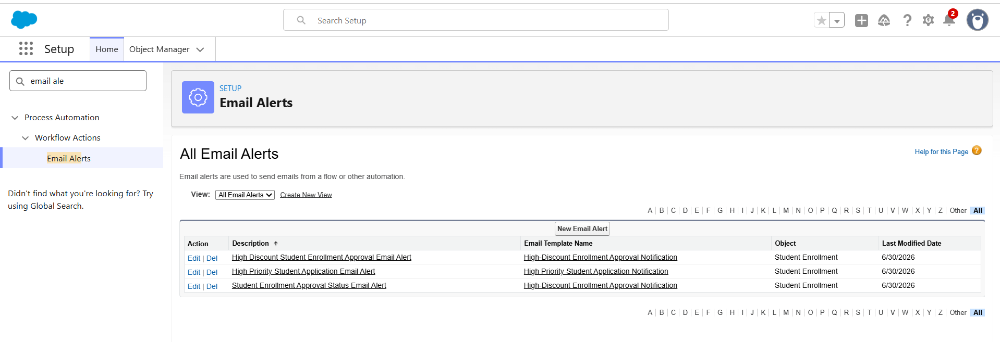 Search Setup
2
Setup
Home
Object Manager
email ale
Process Automation
Workflow Actions
Email Alerts
Didn't find what you're looking for? Try
using Global Search.
SETUP
Email Alerts
All Email Alerts
Help for this Page ?
Email alerts are used to send emails from a flow or other automation.
View: All Email Alerts Create New View
A | B | C | D | E | F | G | H | I | J | K | L | M | N | O | P | Q | R | S | T | U | V | W | X | Y | Z | Other | All
New Email Alert
Action Description ↑ Email Template Name Object Last Modified Date
Edit | Del High Discount Student Enrollment Approval Email Alert High-Discount Enrollment Approval Notification Student Enrollment 6/30/2026
Edit | Del High Priority Student Application Email Alert High Priority Student Application Notification Student Enrollment 6/30/2026
Edit | Del Student Enrollment Approval Status Email Alert High-Discount Enrollment Approval Notification Student Enrollment 6/30/2026
A | B | C | D | E | F | G | H | I | J | K | L | M | N | O | P | Q | R | S | T | U | V | W | X | Y | Z | Other | All